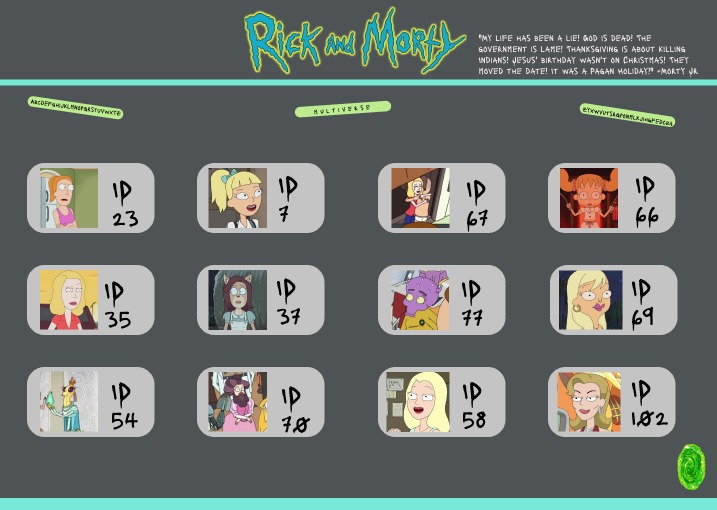 Rick and Morty
"MY LIFE HAS BEEN A LIE! GOD IS DEAD! THE
GOVERNMENT IS LAME! THANKSGIVING IS ABOUT KILLING
INDIANS! JESUS' BIRTHDAY WASN'T ON CHRISTMAS! THEY
MOVED THE DATE! IT WAS A PAGAN HOLIDAY!" -MORTY JR
MULTIVERSE
ID
23
ID
7
ID
67
ID
66
ID
35
ID
37
ID
77
ID
69
ID
54
ID
70
ID
58
ID
102